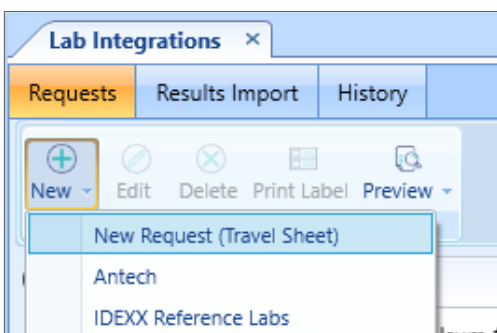 Lab Integrations ×
Requests Results Import History
New Edit Delete Print Label Preview
New Request (Travel Sheet)
Antech
IDEXX Reference Labs